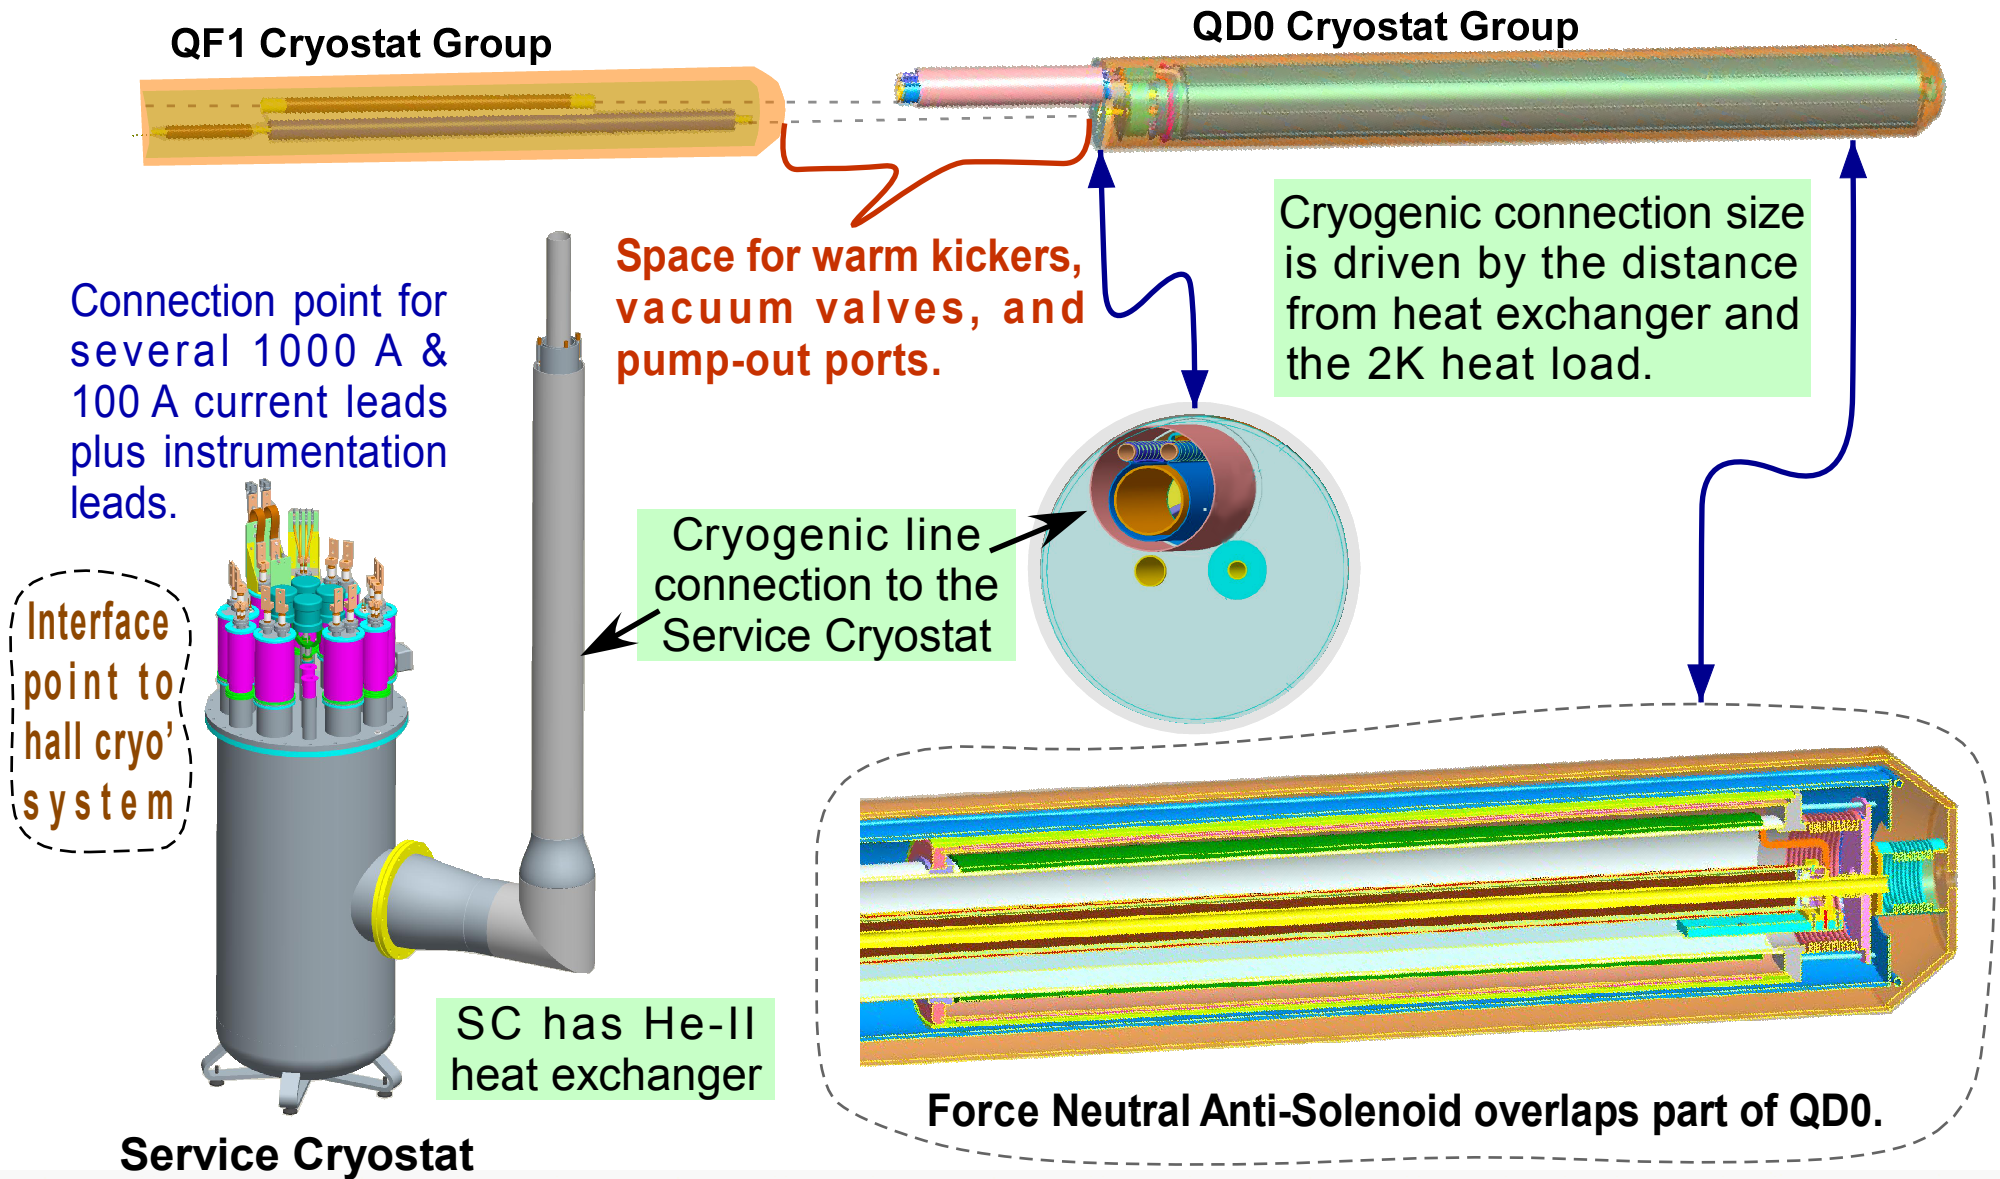 QF1 Cryostat Group
QD0 Cryostat Group
Cryogenic connection size
is driven by the distance
from heat exchanger and
the 2K heat load.
Space for warm kickers,
vacuum valves, and
pump-out ports.
Connection point for
several 1000 A &
100 A current leads
plus instrumentation
leads.
Cryogenic line
connection to the
Service Cryostat
Interface
point to
hall cryo’
system
SC has He-II
heat exchanger
Force Neutral Anti-Solenoid overlaps part of QD0.
Service Cryostat